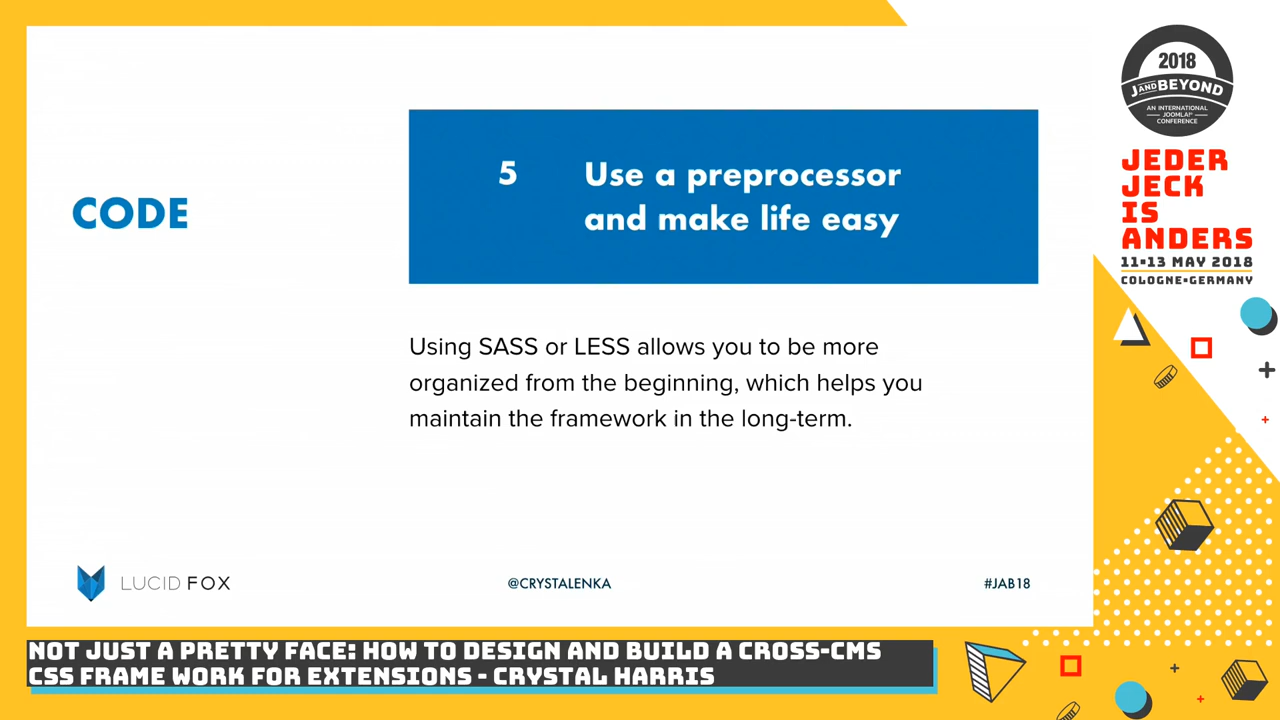 CODE
5
Use a preprocessor
and make life easy
Using SASS or LESS allows you to be more
organized from the beginning, which helps you
maintain the framework in the long-term.
LUCID FOX
@CRYSTALENKA
#JAB18
NOT JUST A PRETTY FACE: HOW TO DESIGN AND BUILD A CROSS-CMS
CSS FRAME WORK FOR EXTENSIONS - CRYSTAL HARRIS
2018
J AND BEYOND
AN INTERNATIONAL
JOOMLA!®
CONFERENCE
JEDER
JECK
IS
ANDERS
11-13 MAY 2018
COLOGNE-GERMANY